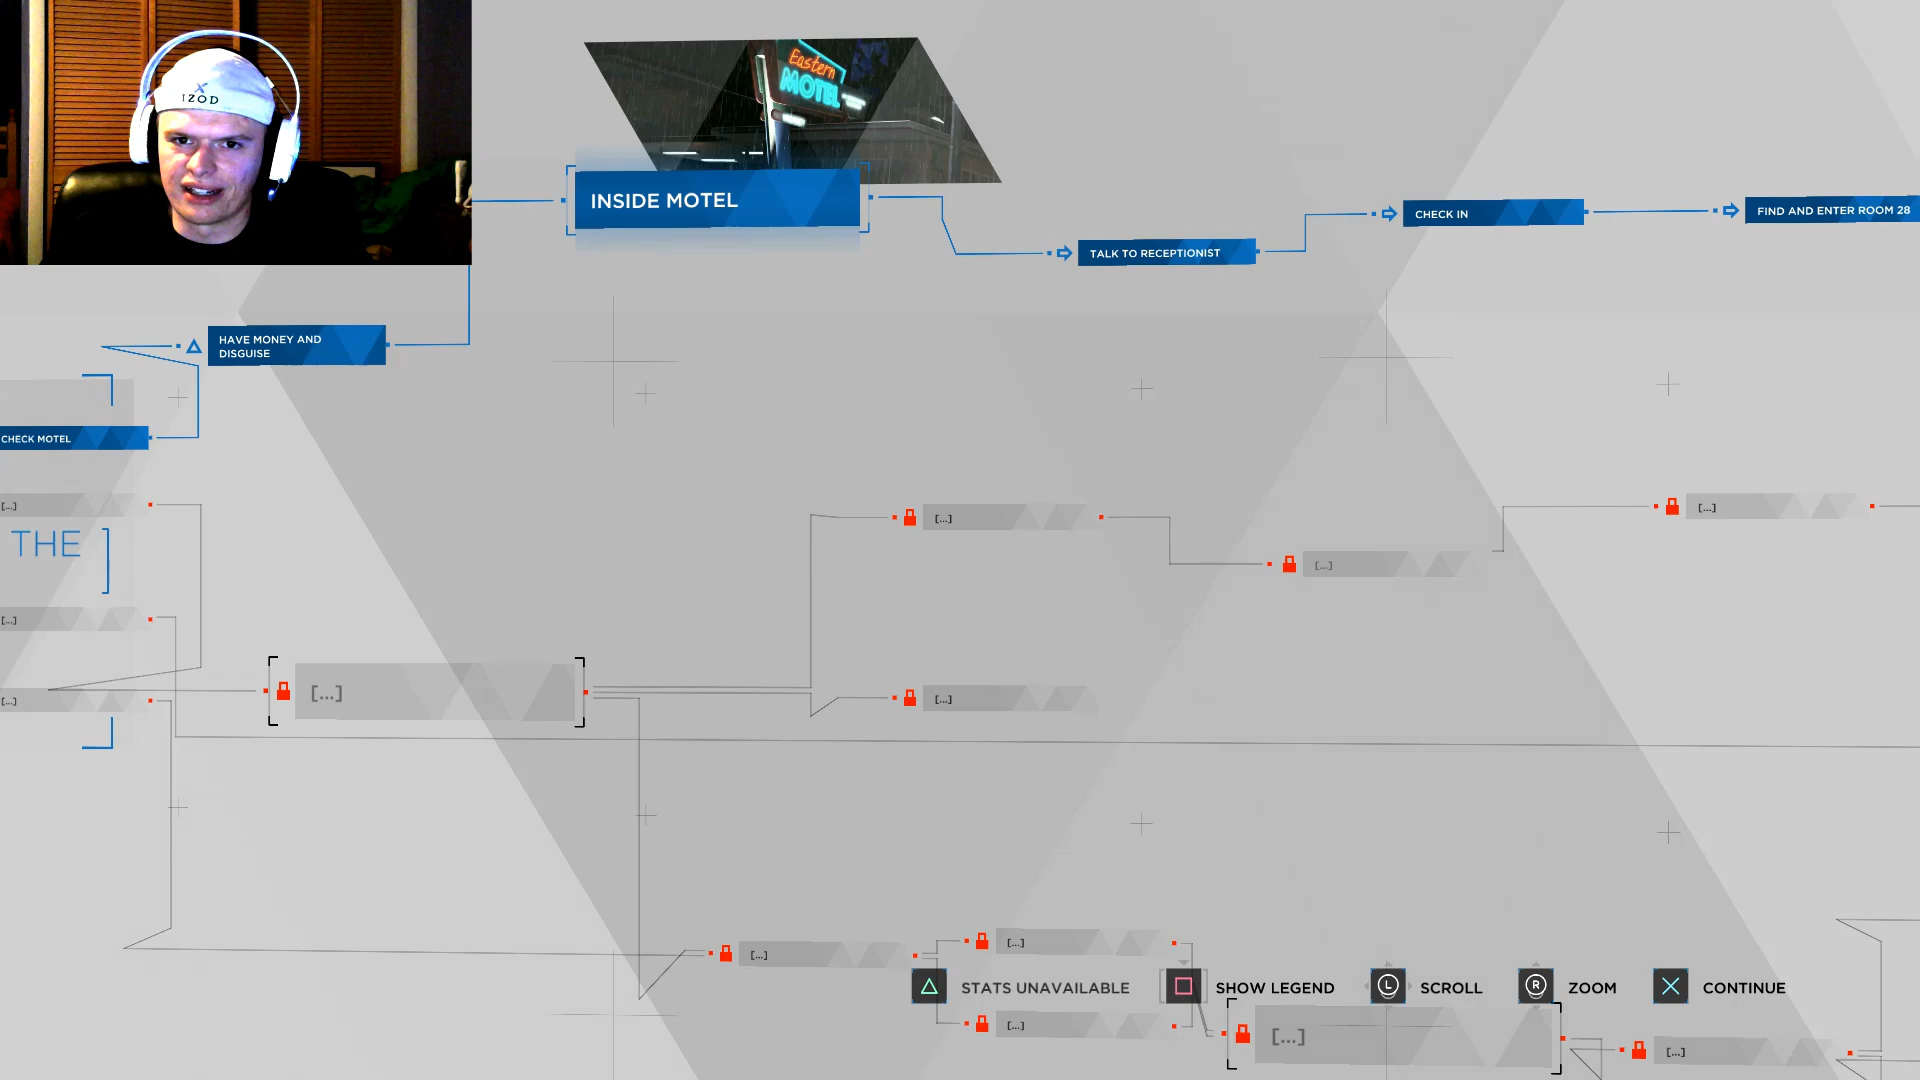 IZOD
Eastern
MOTEL
INSIDE MOTEL
TALK TO RECEPTIONIST
CHECK IN
FIND AND ENTER ROOM 28
HAVE MONEY AND
DISGUISE
CHECK MOTEL
[...]
THE
[...]
[...]
[...]
[...]
[...]
[...]
[...]
[...]
[...]
[...]
[...]
[...]
STATS UNAVAILABLE
SHOW LEGEND
L
SCROLL
R
ZOOM
CONTINUE